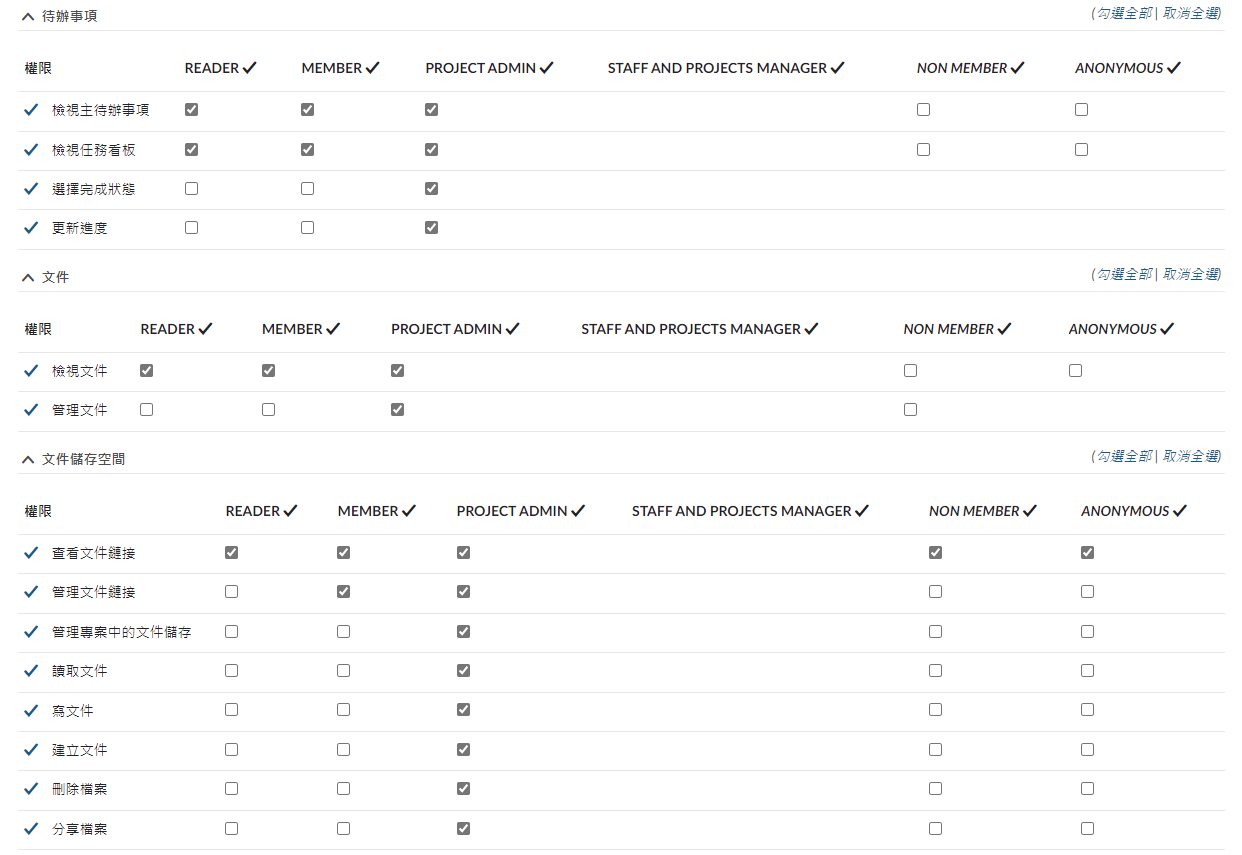 待辦事項 (勾選全部 | 取消全選)
權限 READER MEMBER PROJECT ADMIN STAFF AND PROJECTS MANAGER NON MEMBER ANONYMOUS
檢視主待辦事項
檢視任務看板
選擇完成狀態
更新進度
文件 (勾選全部 | 取消全選)
權限 READER MEMBER PROJECT ADMIN STAFF AND PROJECTS MANAGER NON MEMBER ANONYMOUS
檢視文件
管理文件
文件儲存空間 (勾選全部 | 取消全選)
權限 READER MEMBER PROJECT ADMIN STAFF AND PROJECTS MANAGER NON MEMBER ANONYMOUS
查看文件鏈接
管理文件鏈接
管理專案中的文件儲存
讀取文件
寫文件
建立文件
刪除檔案
分享檔案